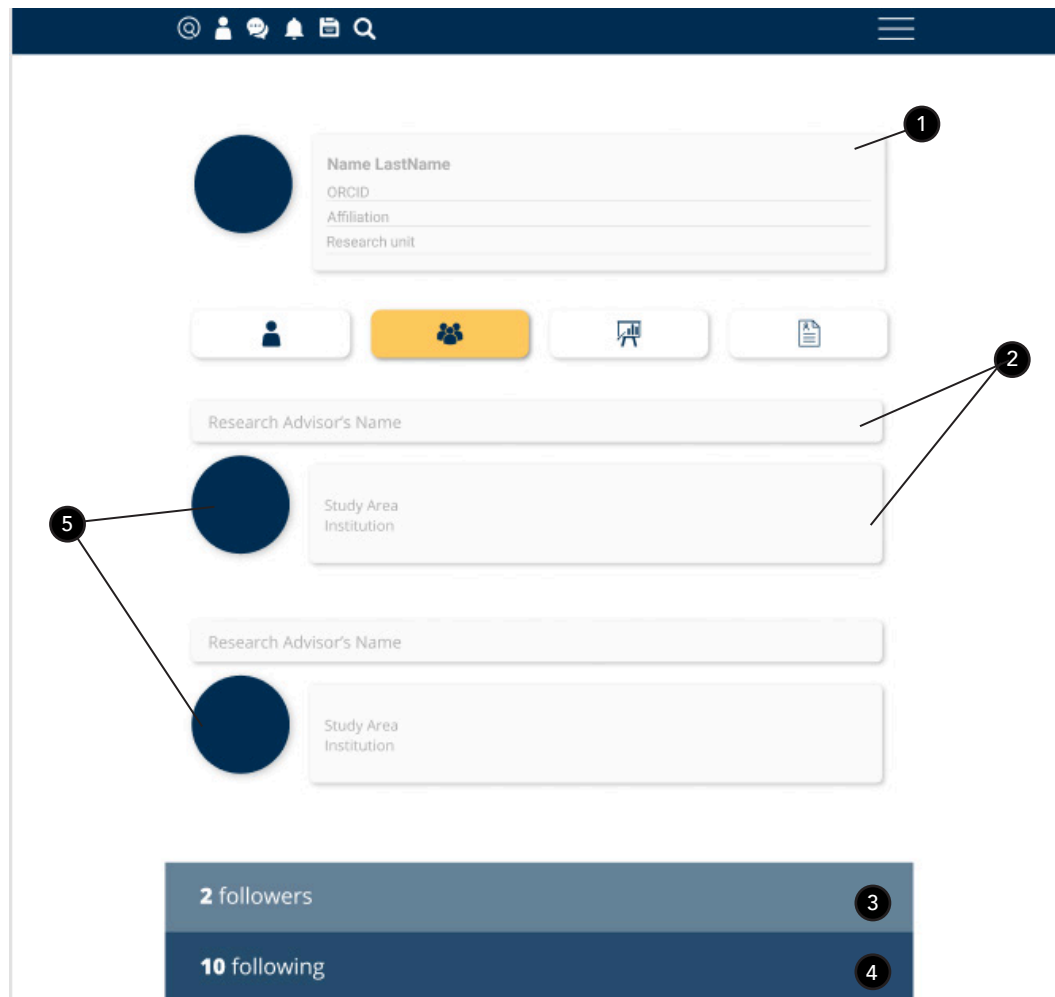 1
Name LastName
ORCID
Affiliation
Research unit
2
Research Advisor's Name
Study Area
Institution
5
Research Advisor's Name
Study Area
Institution
2 followers
3
10 following
4